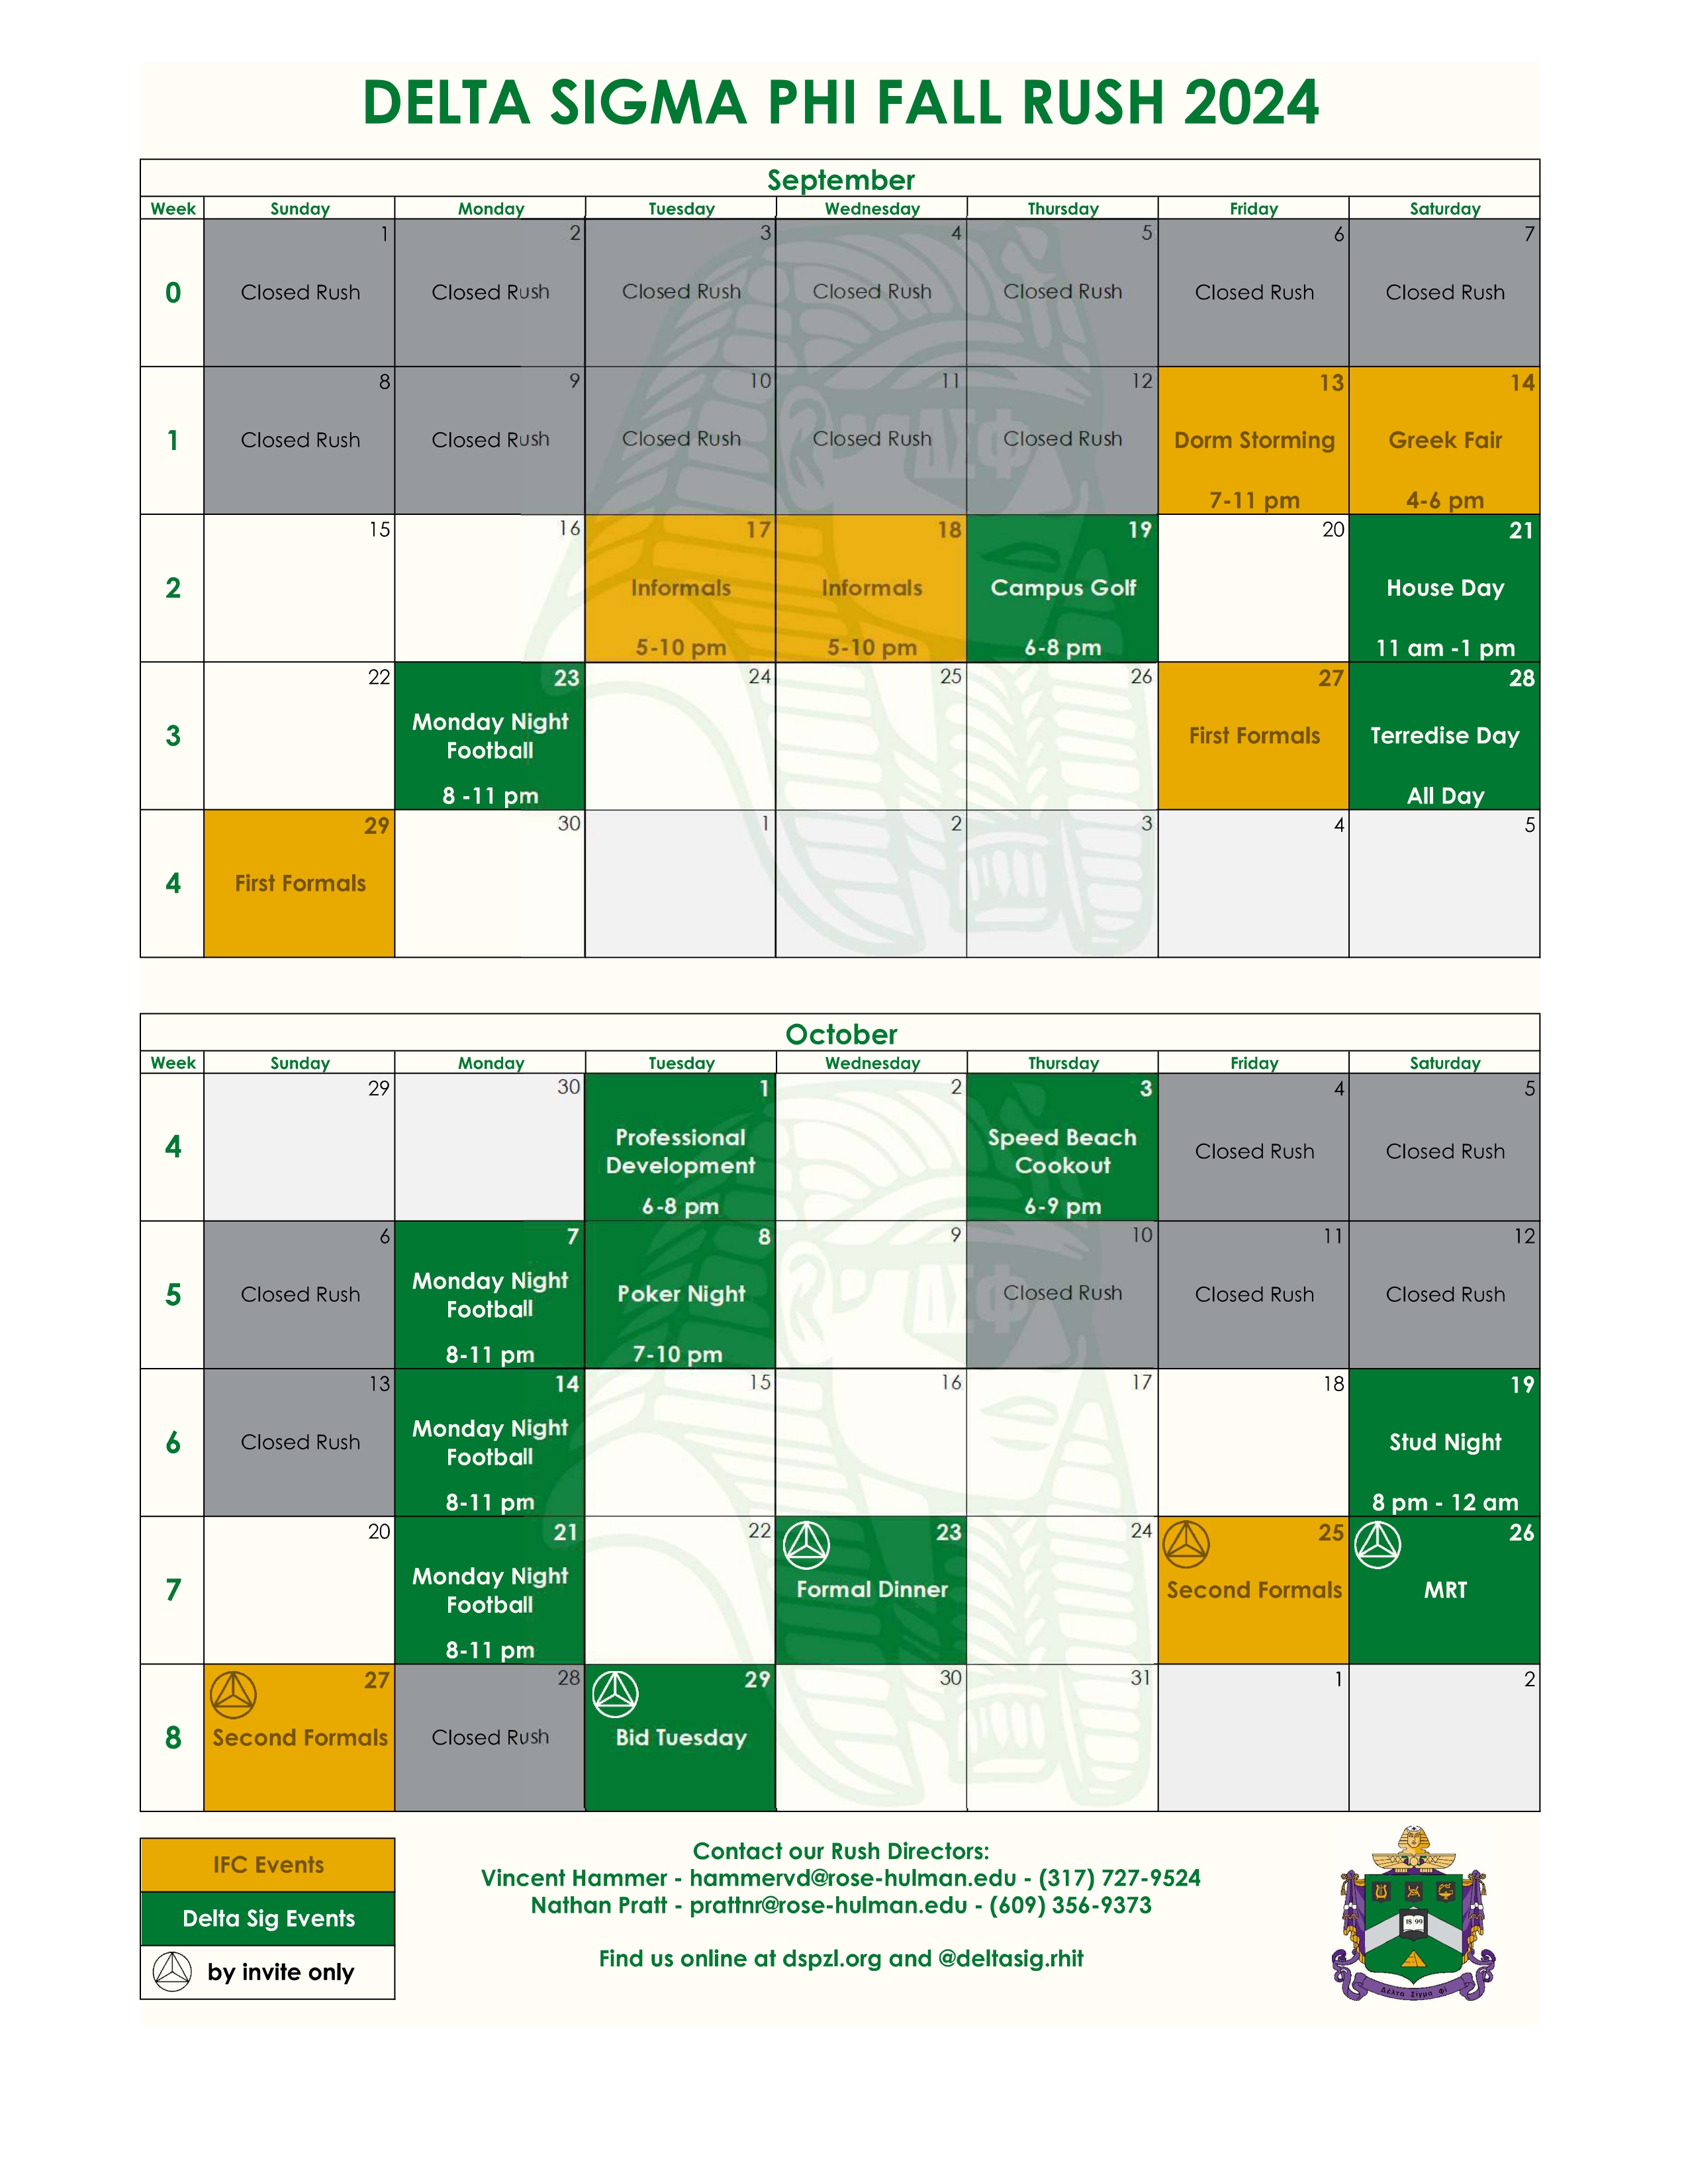 DELTA SIGMA PHI FALL RUSH 2024
September
Week Sunday Monday Tuesday Wednesday Thursday Friday Saturday
1 2 3 4 5 6 7
0 Closed Rush Closed Rush Closed Rush Closed Rush Closed Rush Closed Rush Closed Rush
8 9 10 11 12 13 14
1 Closed Rush Closed Rush Closed Rush Closed Rush Closed Rush Dorm Storming Greek Fair
7-11 pm 4-6 pm
15 16 17 18 19 20 21
2 Informals Informals Campus Golf House Day
5-10 pm 5-10 pm 6-8 pm 11 am -1 pm
22 23 24 25 26 27 28
Monday Night
3 Football First Formals Terredise Day
8 -11 pm All Day
29 30 1 2 3 4 5
4 First Formals
ΔΣΦ
October
Week Sunday Monday Tuesday Wednesday Thursday Friday Saturday
29 30 1 2 3 4 5
Professional Speed Beach
4 Development Cookout Closed Rush Closed Rush
6-8 pm 6-9 pm
6 7 8 9 10 11 12
Monday Night
5 Closed Rush Football Poker Night Closed Rush Closed Rush Closed Rush
8-11 pm 7-10 pm
13 14 15 16 17 18 19
Monday Night
6 Closed Rush Football Stud Night
8-11 pm 8 pm - 12 am
20 21 22 23 24 25 26
Monday Night
7 Football Formal Dinner Second Formals MRT
8-11 pm
27 28 29 30 31 1 2
8 Second Formals Closed Rush Bid Tuesday
ΔΣΦ
IFC Events
Delta Sig Events
by invite only
Contact our Rush Directors:
Vincent Hammer - hammervd@rose-hulman.edu - (317) 727-9524
Nathan Pratt - prattnr@rose-hulman.edu - (609) 356-9373
Find us online at dspzl.org and @deltasig.rhit
18 99
Δέλτα Σίγμα Φί